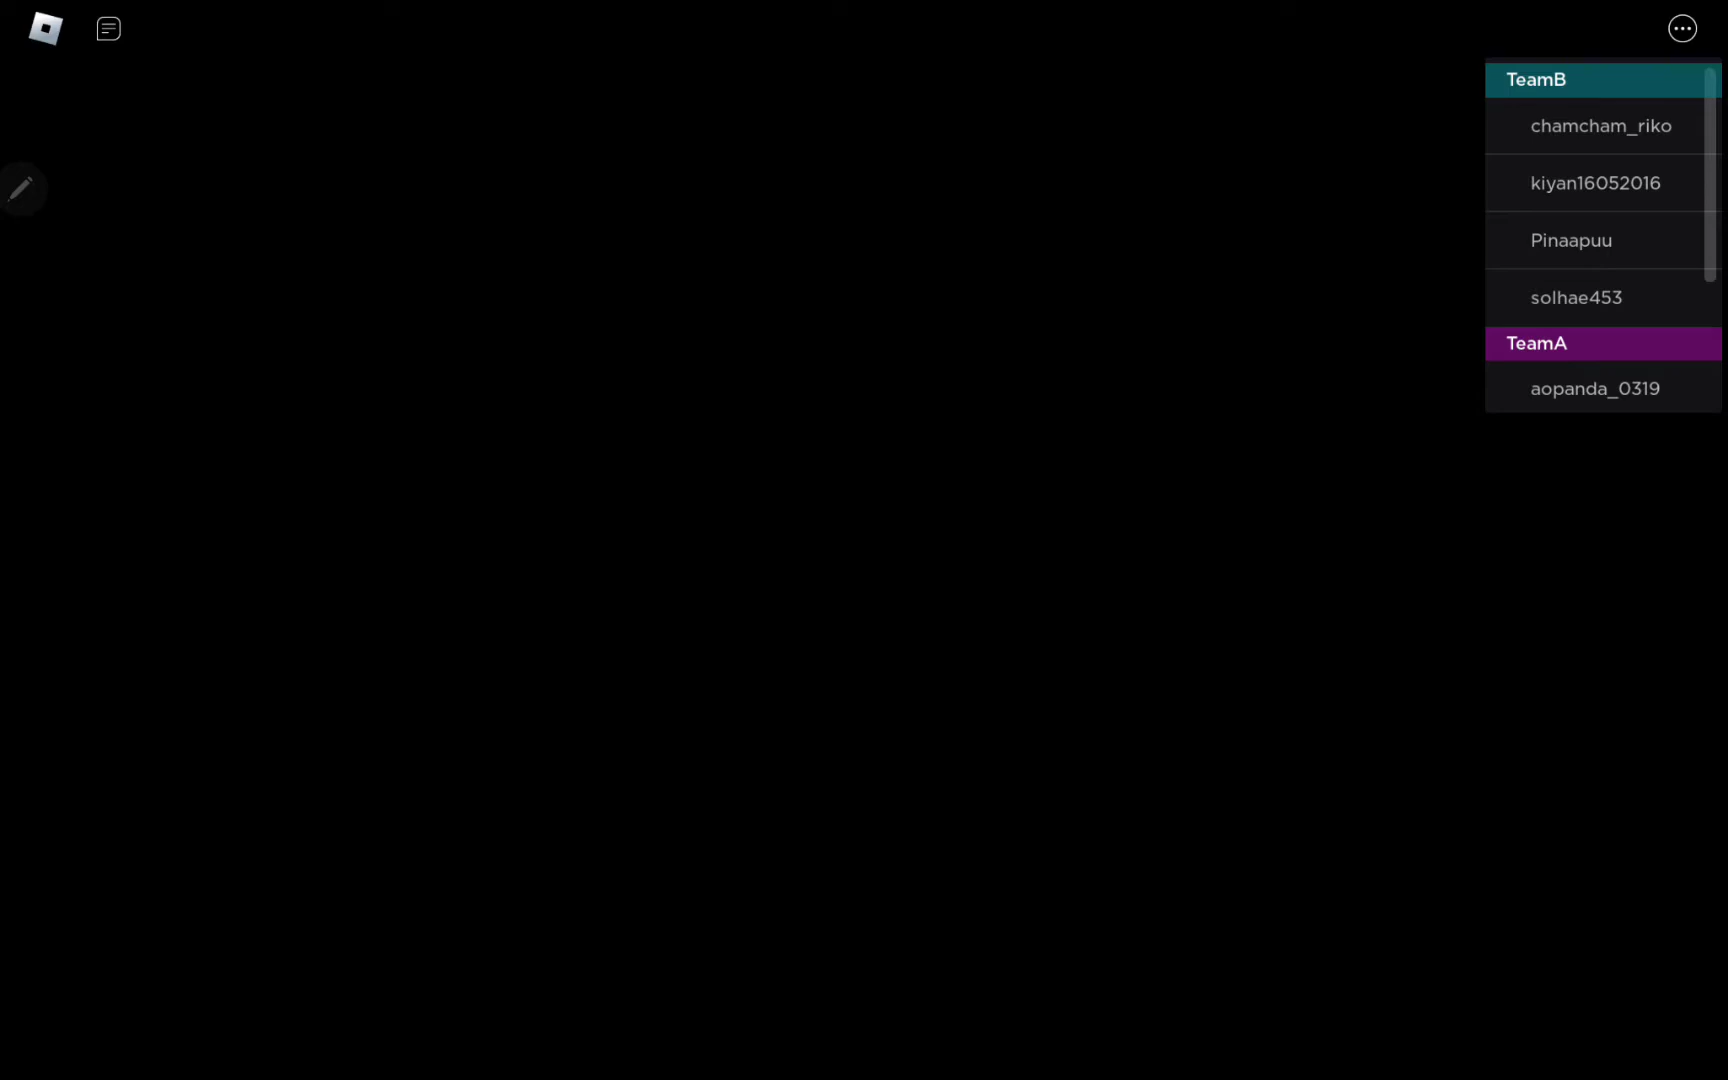 TeamB
chamcham_riko
kiyan16052016
Pinaapuu
solhae453
TeamA
aopanda_0319